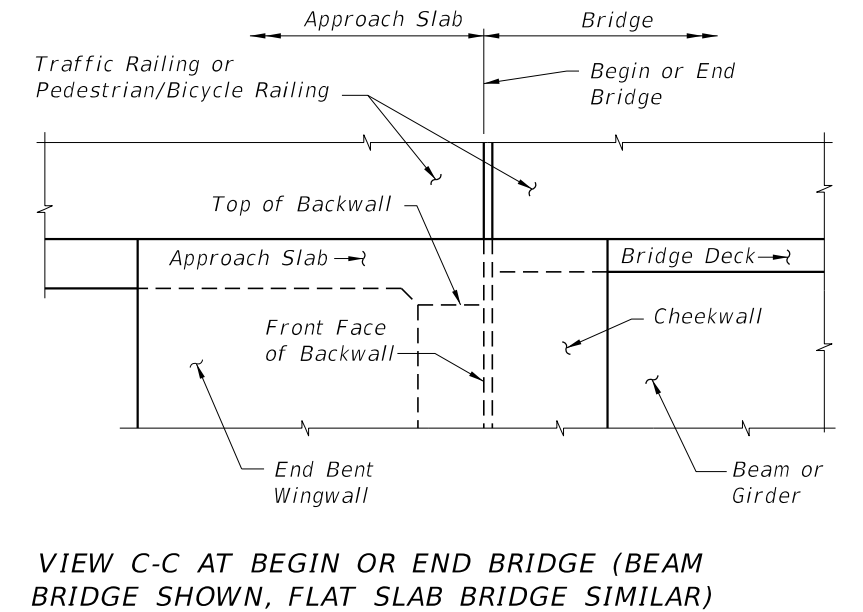 Approach Slab
Bridge
Traffic Railing or
Pedestrian/Bicycle Railing
Begin or End
Bridge
Top of Backwall
Approach Slab
Bridge Deck
Front Face
of Backwall
Cheekwall
End Bent
Wingwall
Beam or
Girder
VIEW C-C AT BEGIN OR END BRIDGE (BEAM
BRIDGE SHOWN, FLAT SLAB BRIDGE SIMILAR)